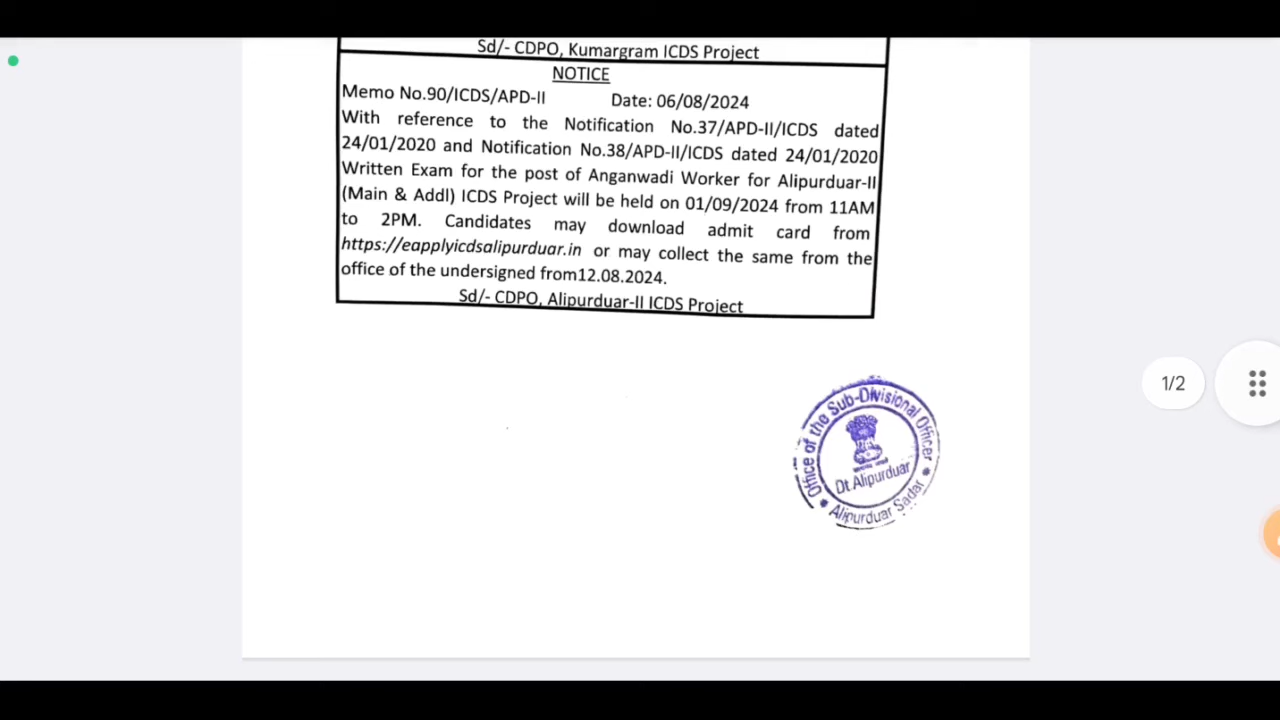 Sd/- CDPO, Kumargram ICDS Project
NOTICE
Memo No.90/ICDS/APD-II Date: 06/08/2024
With reference to the Notification No.37/APD-II/ICDS dated
24/01/2020 and Notification No.38/APD-II/ICDS dated 24/01/2020
Written Exam for the post of Anganwadi Worker for Alipurduar-II
(Main & Addl) ICDS Project will be held on 01/09/2024 from 11AM
to 2PM. Candidates may download admit card from
https://eapplyicdsalipurduar.in or may collect the same from the
office of the undersigned from12.08.2024.
Sd/- CDPO, Alipurduar-II ICDS Project
1/2
Office of the Sub-Divisional Officer
Dt Alipurduar
Alipurduar Sadar